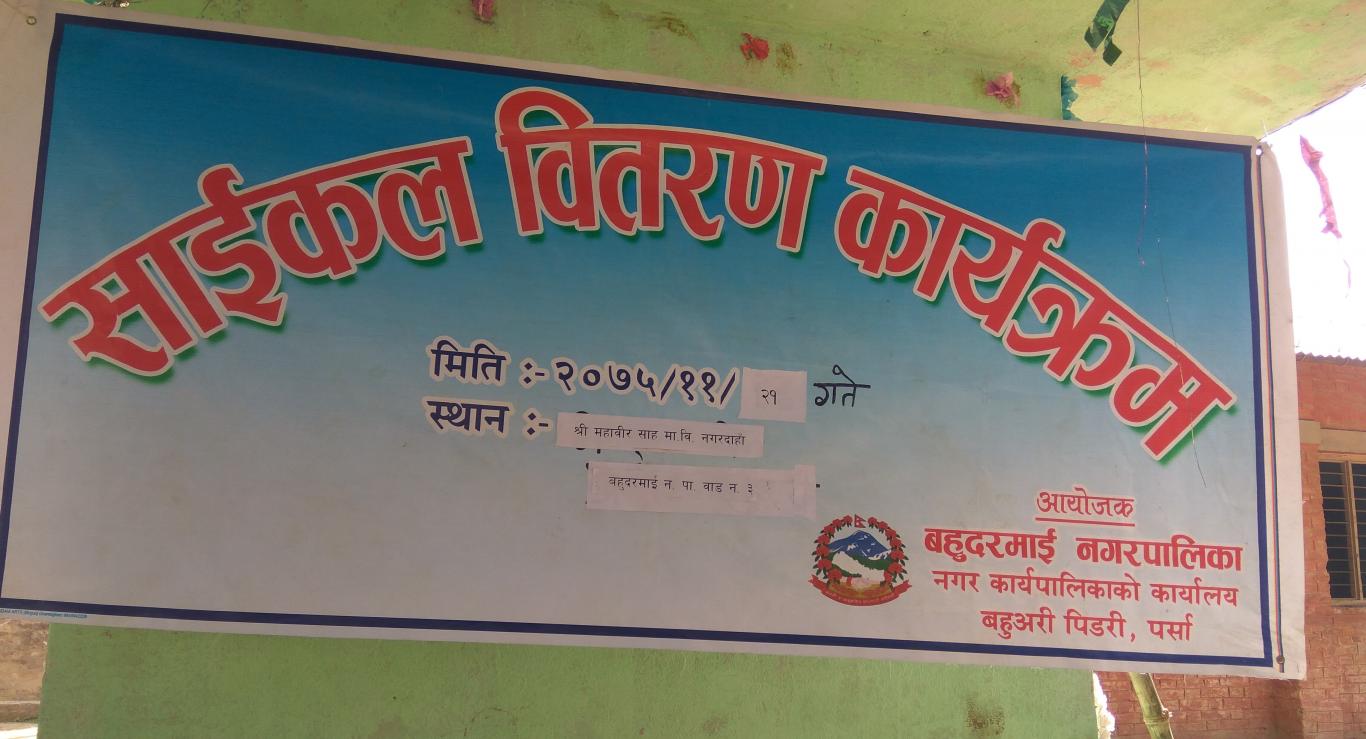 साईकल वितरण कार्यक्रम
मिति :- २०७५/११/२१ गते
स्थान :- श्री महावीर साह मा.वि. नगरदाहा
बहुदरमाई न. पा. वाड न. ३
आयोजक
बहुदरमाई नगरपालिका
नगर कार्यपालिकाको कार्यालय
बहुअरी पिडरी, पर्सा